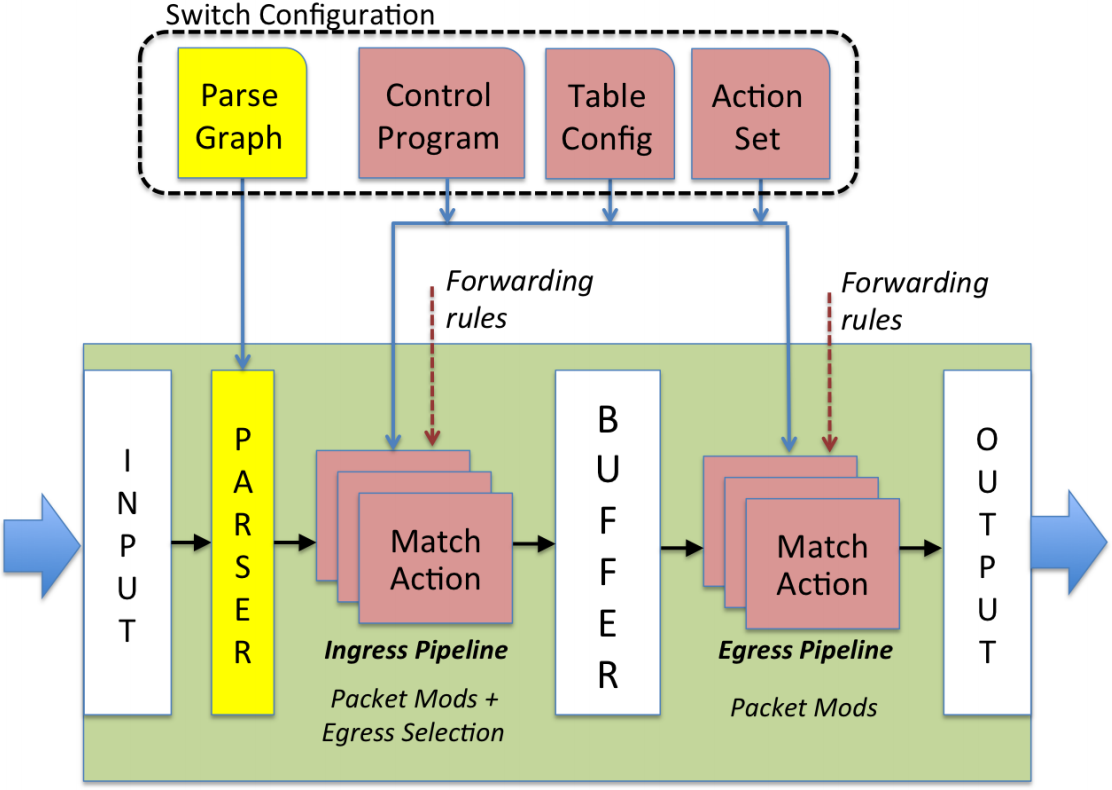 Switch Configuration
Parse
Graph
Control
Program
Table
Config
Action
Set
Forwarding
rules
Forwarding
rules
INPUT
PARSER
Match
Action
Ingress Pipeline
Packet Mods +
Egress Selection
BUFFER
Match
Action
Egress Pipeline
Packet Mods
OUTPUT